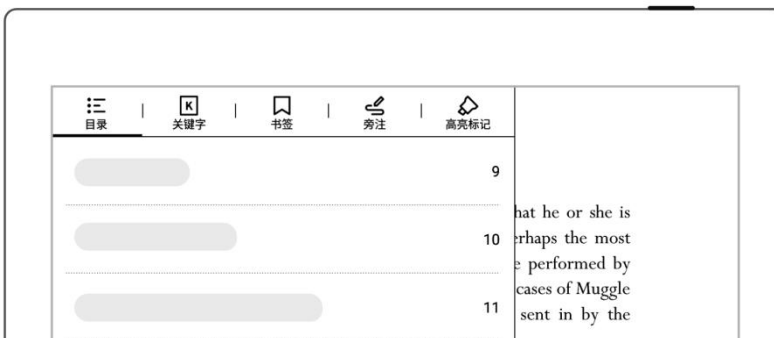 目录 关键字 书签 旁注 高亮标记
9
10
11
hat he or she is
erhaps the most
e performed by
cases of Muggle
sent in by the